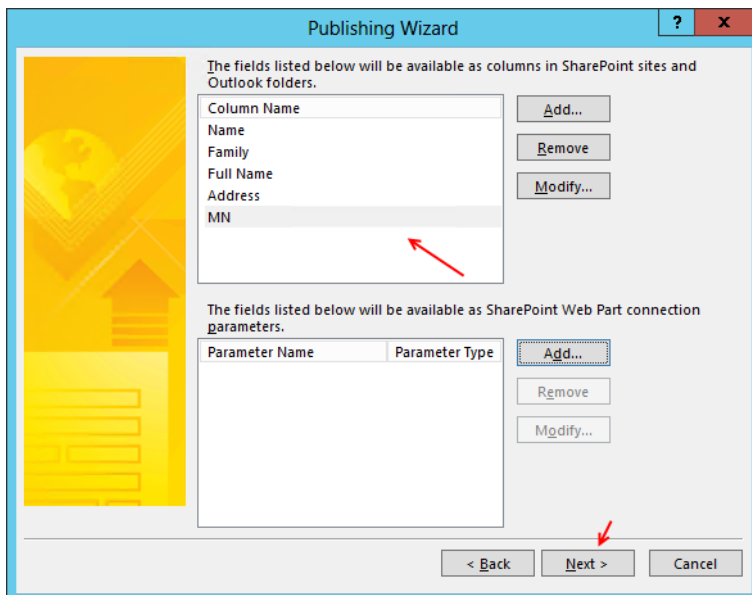 Publishing Wizard
?
x
The fields listed below will be available as columns in SharePoint sites and
Outlook folders.
Column Name
Name
Family
Full Name
Address
MN
Add...
Remove
Modify...
The fields listed below will be available as SharePoint Web Part connection
parameters.
Parameter Name Parameter Type
Add...
Remove
Modify...
< Back Next > Cancel